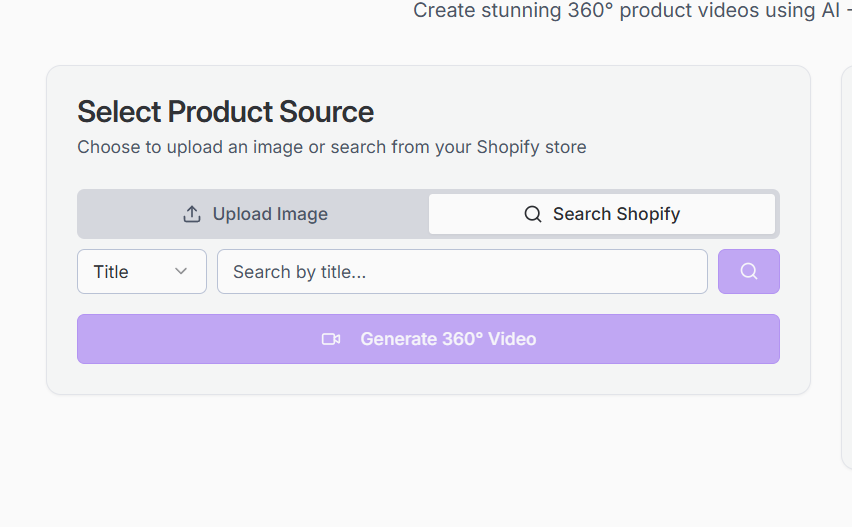 Create stunning 360° product videos using AI -
Select Product Source
Choose to upload an image or search from your Shopify store
Upload Image
Search Shopify
Title
Search by title...
Generate 360° Video